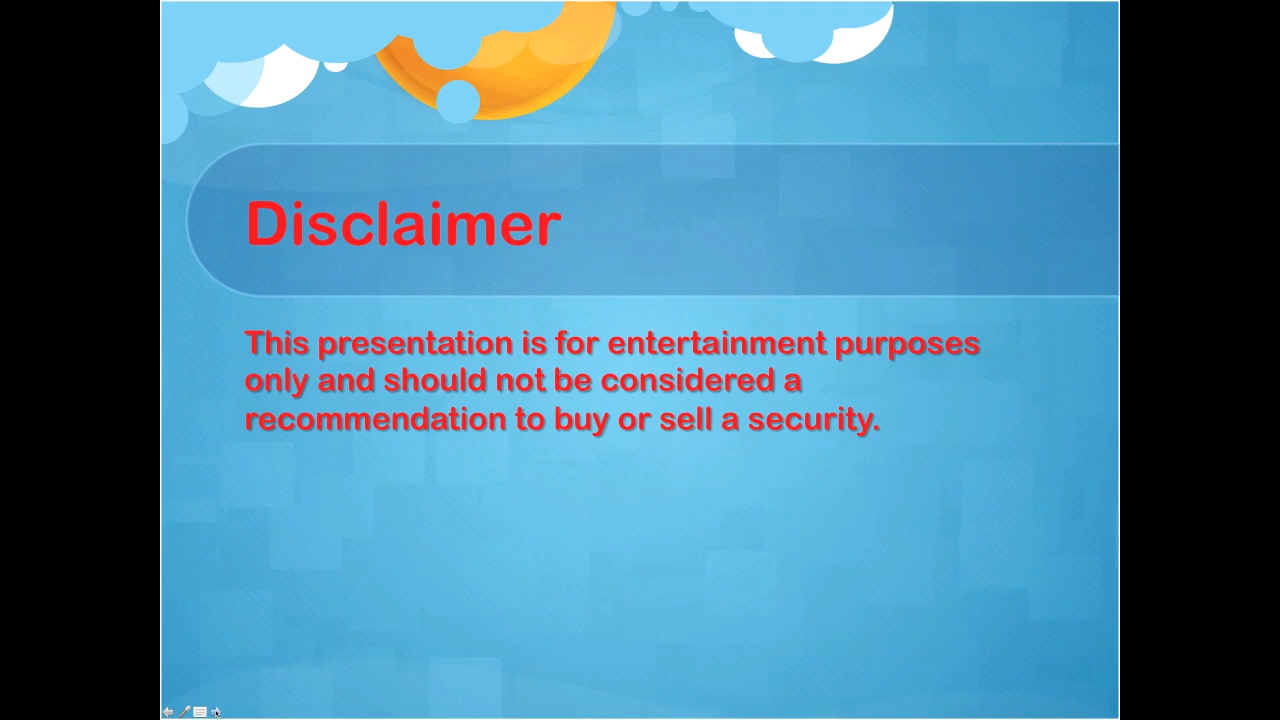 Disclaimer
This presentation is for entertainment purposes
only and should not be considered a
recommendation to buy or sell a security.